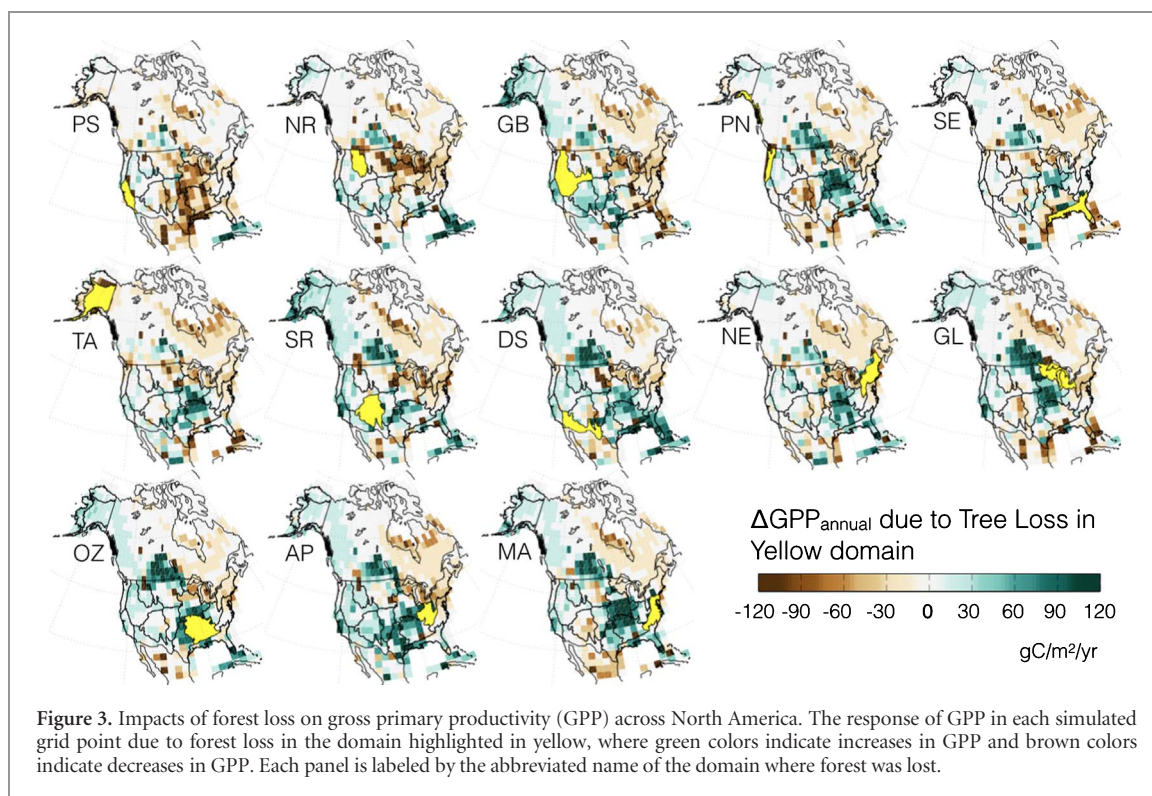 PS
NR
GB
PN
SE
TA
SR
DS
NE
GL
OZ
AP
MA
ΔGPPannual due to Tree Loss in
Yellow domain
-120 -90 -60 -30 0 30 60 90 120
gC/m²/yr
Figure 3. Impacts of forest loss on gross primary productivity (GPP) across North America. The response of GPP in each simulated
grid point due to forest loss in the domain highlighted in yellow, where green colors indicate increases in GPP and brown colors
indicate decreases in GPP. Each panel is labeled by the abbreviated name of the domain where forest was lost.